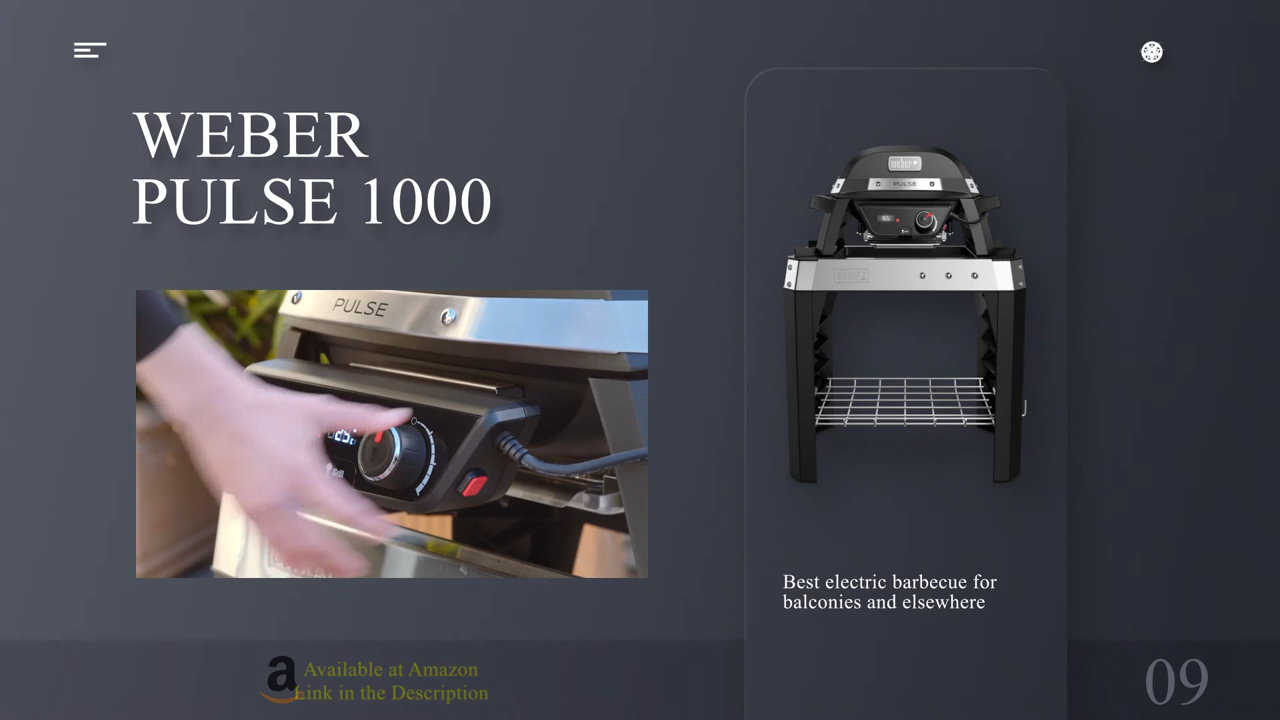 WEBER
PULSE 1000
PULSE
weber
PULSE
Best electric barbecue for
balconies and elsewhere
a Available at Amazon
Link in the Description
09